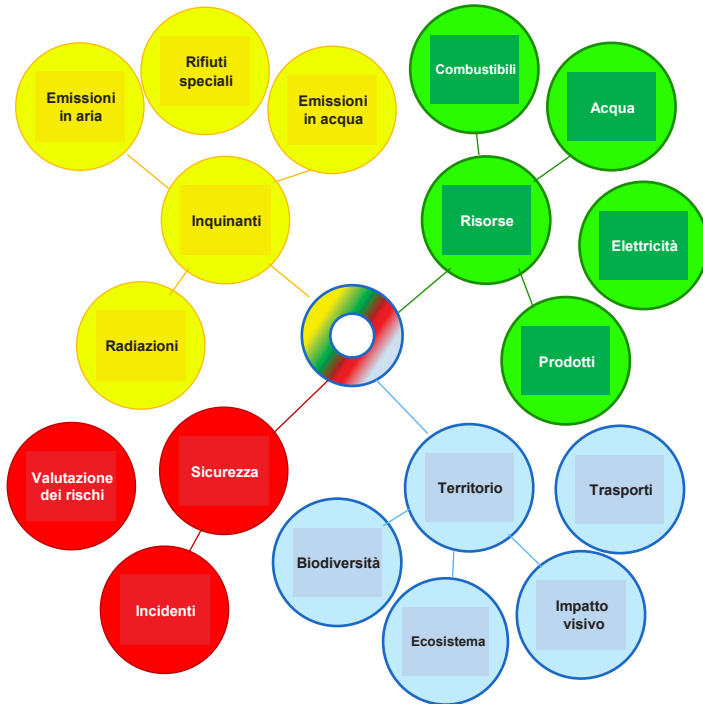 Emissioni
in aria
Rifiuti
speciali
Emissioni
in acqua
Inquinanti
Radiazioni
Combustibili
Acqua
Risorse
Elettricità
Prodotti
Valutazione
dei rischi
Sicurezza
Incidenti
Territorio
Trasporti
Biodiversità
Ecosistema
Impatto
visivo